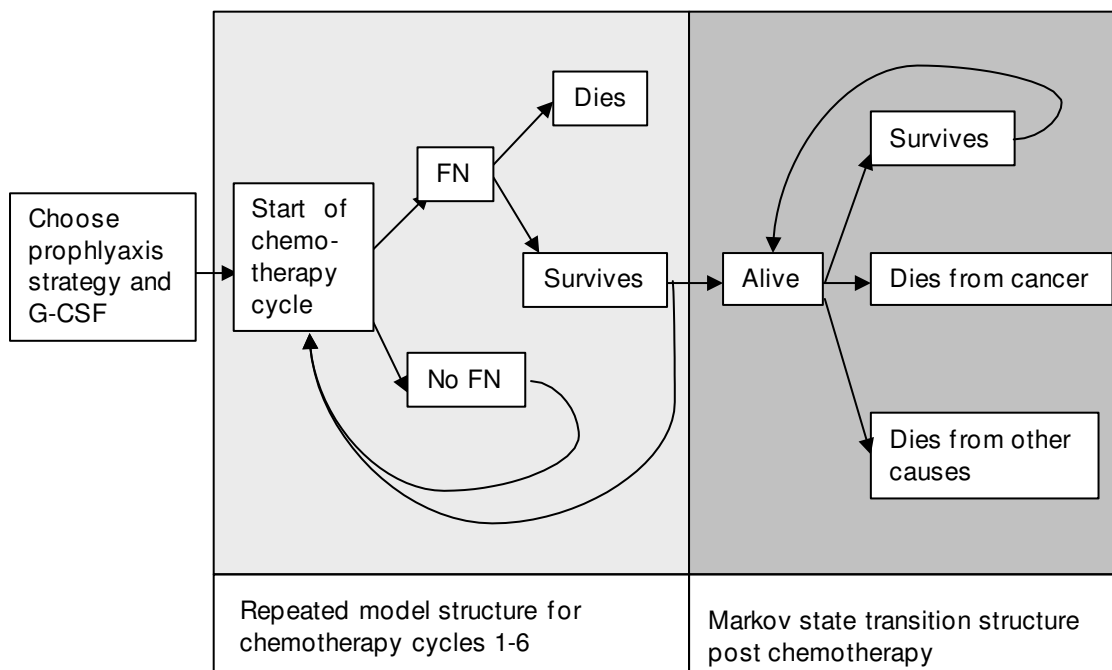 Choose
prophlyaxis
strategy and
G-CSF
Start of
chemo-
therapy
cycle
FN
No FN
Dies
Survives
Alive
Survives
Dies from cancer
Dies from other
causes
Repeated model structure for
chemotherapy cycles 1-6
Markov state transition structure
post chemotherapy